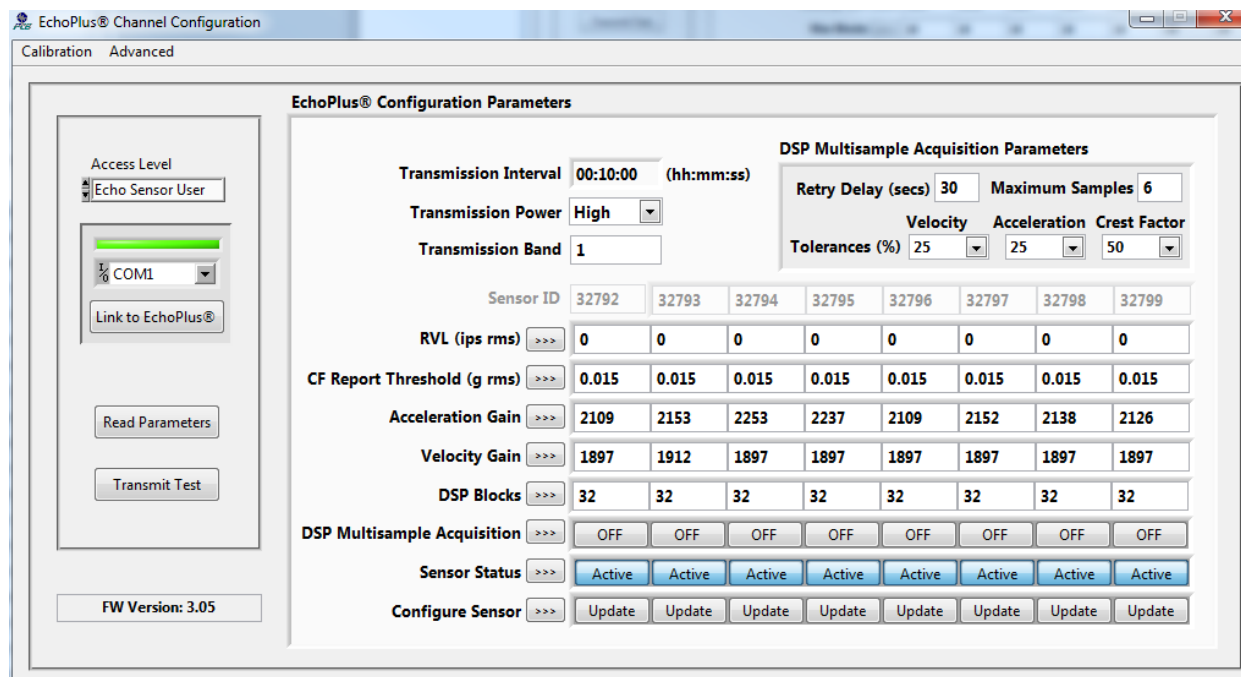 EchoPlus® Channel Configuration
Calibration Advanced
EchoPlus® Configuration Parameters
Access Level
Echo Sensor User
COM1
Link to EchoPlus®
Read Parameters
Transmit Test
FW Version: 3.05
Transmission Interval 00:10:00 (hh:mm:ss)
Transmission Power High
Transmission Band 1
DSP Multisample Acquisition Parameters
Retry Delay (secs) 30 Maximum Samples 6
Velocity Acceleration Crest Factor
Tolerances (%) 25 25 50
Sensor ID 32792 32793 32794 32795 32796 32797 32798 32799
RVL (ips rms) >>> 0 0 0 0 0 0 0 0
CF Report Threshold (g rms) >>> 0.015 0.015 0.015 0.015 0.015 0.015 0.015 0.015
Acceleration Gain >>> 2109 2153 2253 2237 2109 2152 2138 2126
Velocity Gain >>> 1897 1912 1897 1897 1897 1897 1897 1897
DSP Blocks >>> 32 32 32 32 32 32 32 32
DSP Multisample Acquisition >>> OFF OFF OFF OFF OFF OFF OFF OFF
Sensor Status >>> Active Active Active Active Active Active Active Active
Configure Sensor >>> Update Update Update Update Update Update Update Update